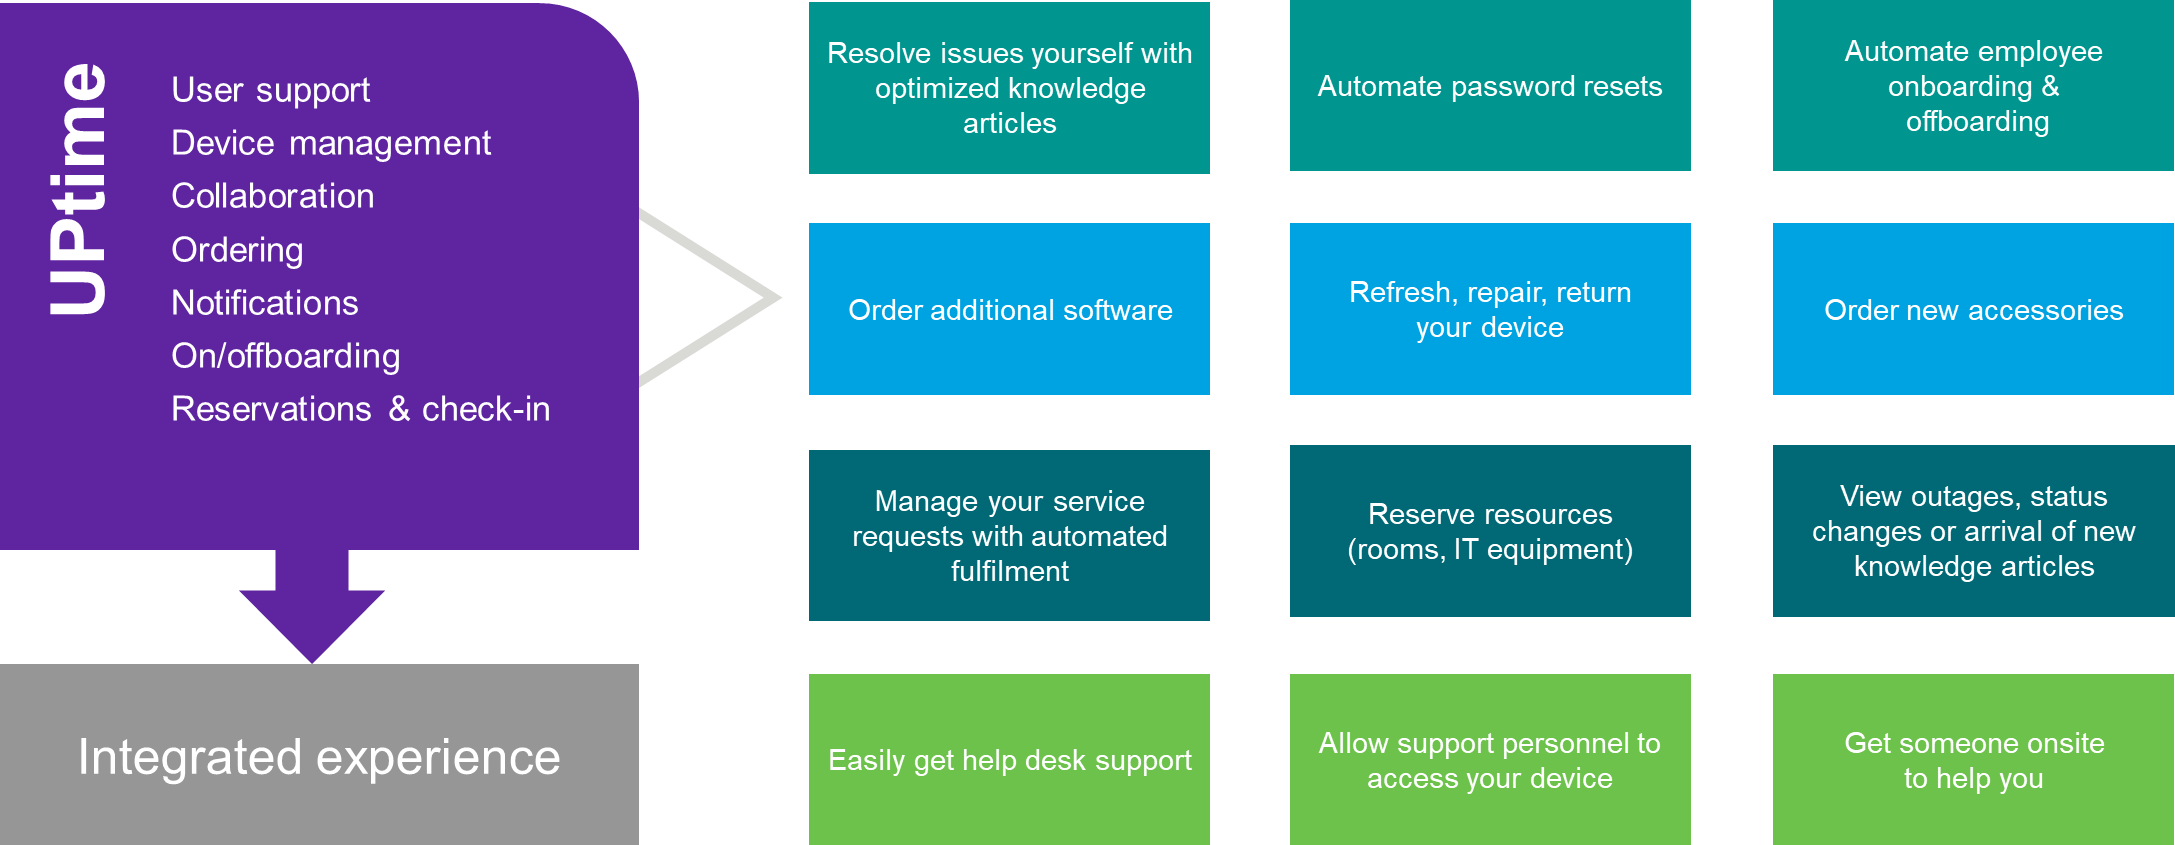 UPtime
User support
Device management
Collaboration
Ordering
Notifications
On/offboarding
Reservations & check-in
Integrated experience
Resolve issues yourself with
optimized knowledge
articles
Automate password resets
Automate employee
onboarding &
offboarding
Order additional software
Refresh, repair, return
your device
Order new accessories
Manage your service
requests with automated
fulfilment
Reserve resources
(rooms, IT equipment)
View outages, status
changes or arrival of new
knowledge articles
Easily get help desk support
Allow support personnel to
access your device
Get someone onsite
to help you